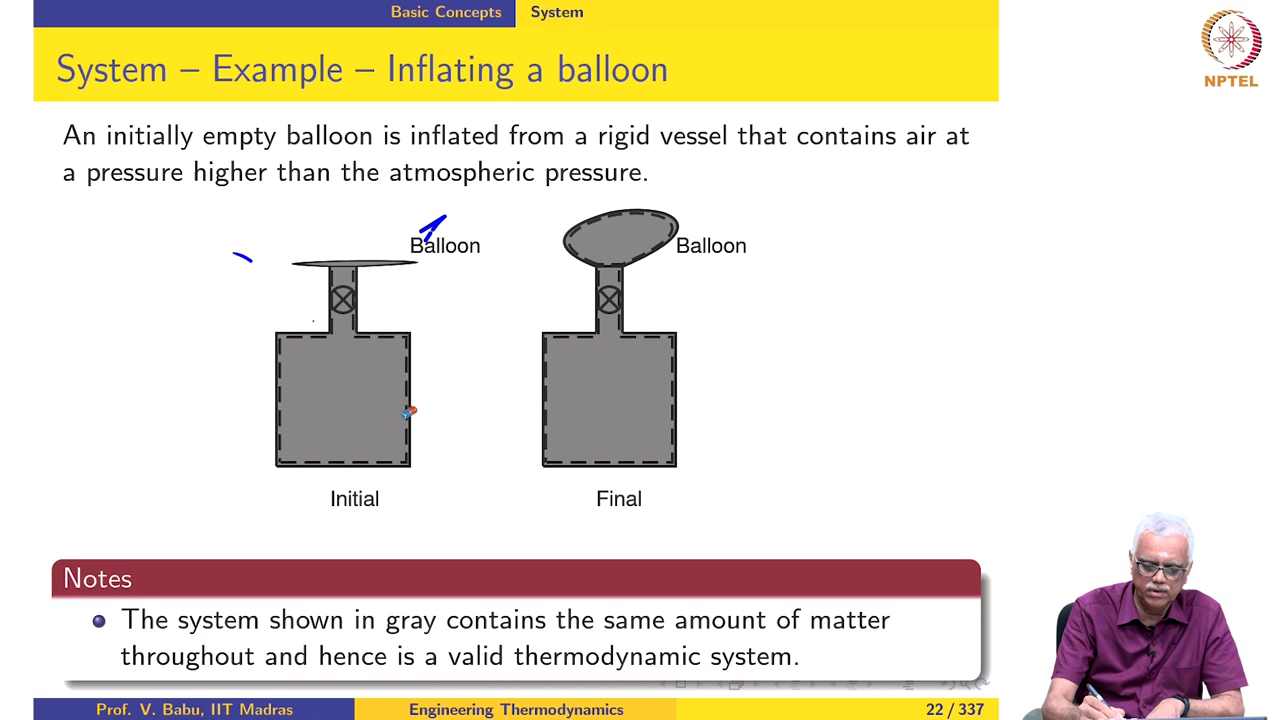 Basic Concepts System
NPTEL
System – Example – Inflating a balloon
An initially empty balloon is inflated from a rigid vessel that contains air at
a pressure higher than the atmospheric pressure.
Balloon Balloon
Initial Final
Notes
The system shown in gray contains the same amount of matter
throughout and hence is a valid thermodynamic system.
Prof. V. Babu, IIT Madras Engineering Thermodynamics 22 / 337